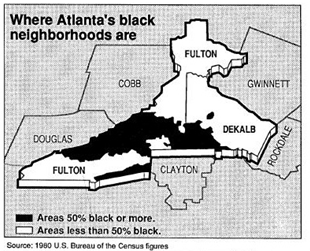 Where Atlanta's black
neighborhoods are
FULTON
COBB
GWINNETT
DOUGLAS
DEKALB
ROCKDALE
FULTON
CLAYTON
Areas 50% black or more.
Areas less than 50% black.
Source: 1980 U.S. Bureau of the Census figures